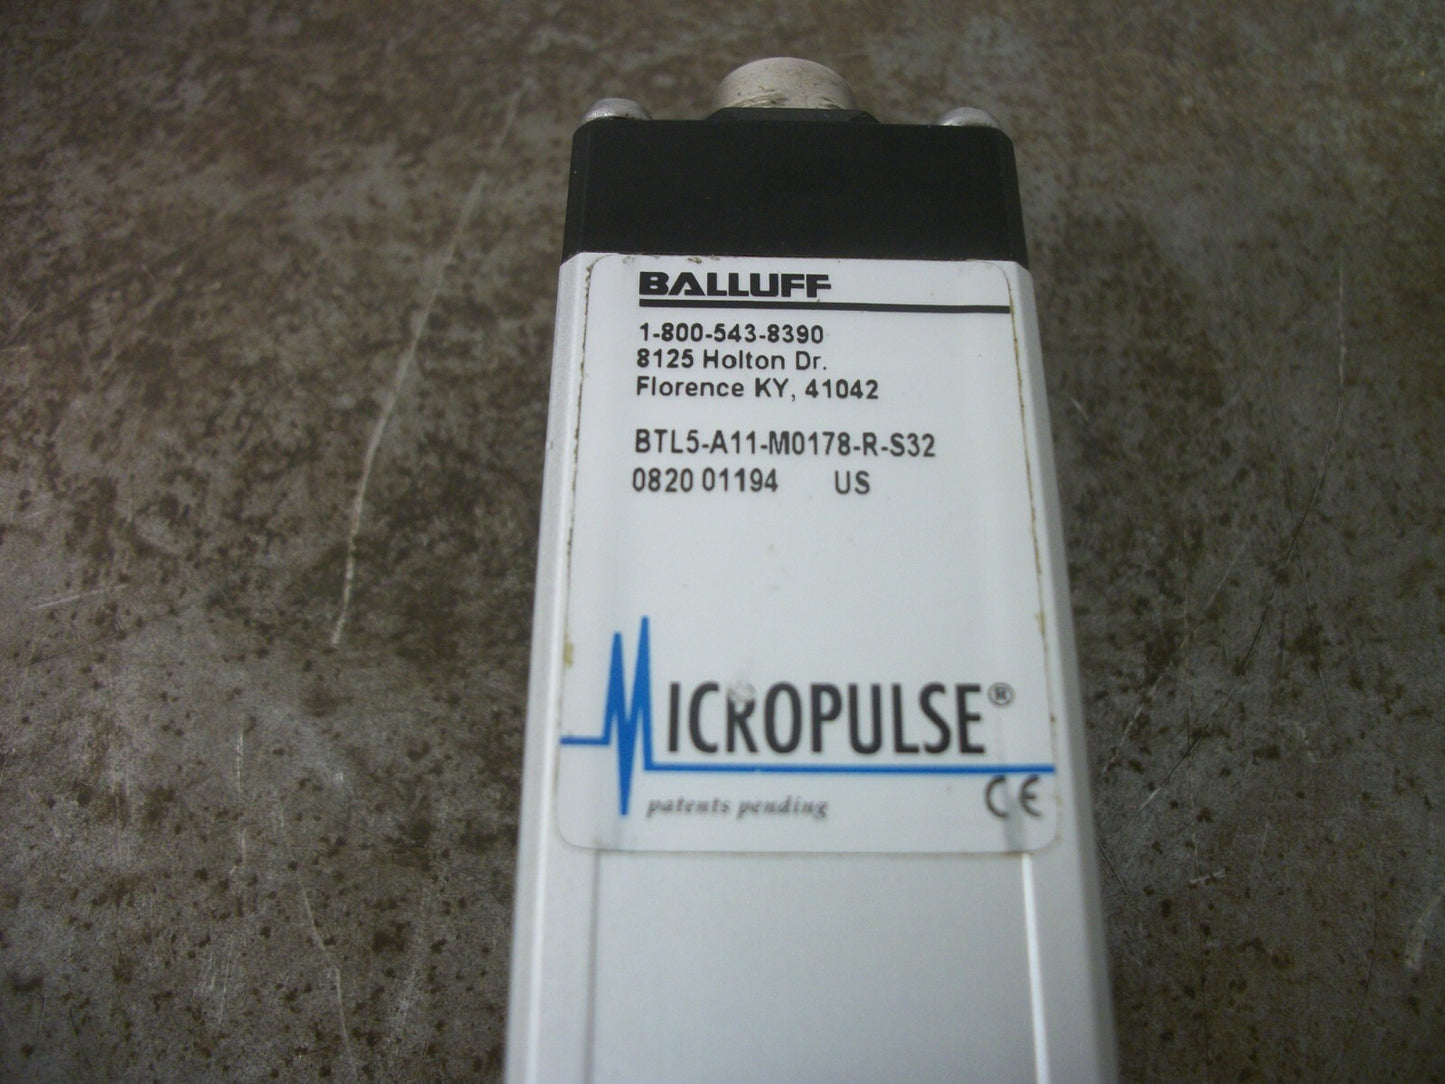 BALLUFF
1-800-543-8390
8125 Holton Dr.
Florence KY, 41042
BTL5-A11-M0178-R-S32
0820 01194 US
MICROPULSE®
patents pending
CE